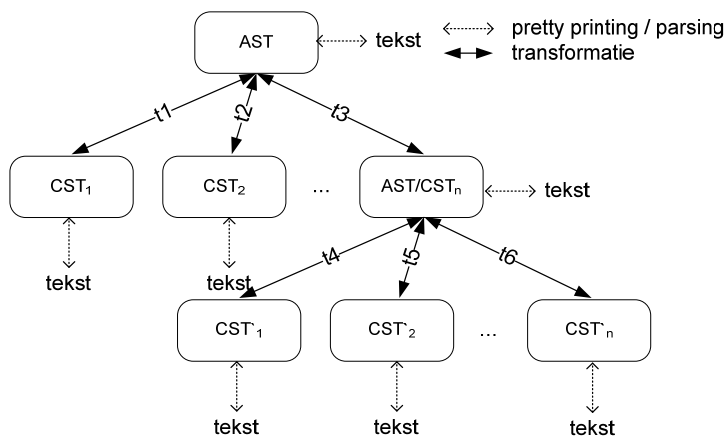 AST
tekst
pretty printing / parsing
transformatie
t1
t2
t3
CST1
CST2
...
AST/CSTn
tekst
tekst
tekst
t4
t5
t6
CST`1
CST`2
...
CST`n
tekst
tekst
tekst